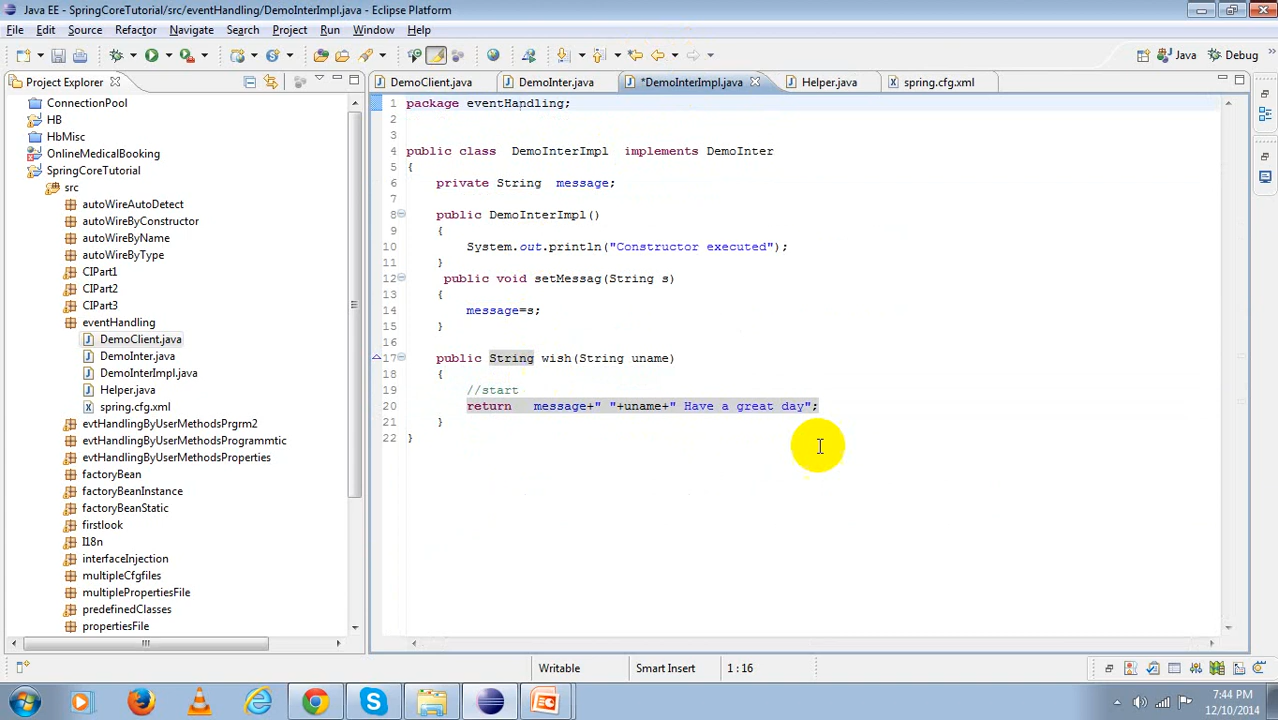 Java EE - SpringCoreTutorial/src/eventHandling/DemoInterImpl.java - Eclipse Platform
File Edit Source Refactor Navigate Search Project Run Window Help
Java Debug
Project Explorer
DemoClient.java DemoInter.java *DemoInterImpl.java Helper.java spring.cfg.xml
ConnectionPool
HB
HbMisc
OnlineMedicalBooking
SpringCoreTutorial
src
autoWireAutoDetect
autoWireByConstructor
autoWireByName
autoWireByType
CIPart1
CIPart2
CIPart3
eventHandling
DemoClient.java
DemoInter.java
DemoInterImpl.java
Helper.java
spring.cfg.xml
evtHandlingByUserMethodsPrgrm2
evtHandlingByUserMethodsProgrammtic
evtHandlingByUserMethodsProperties
factoryBean
factoryBeanInstance
factoryBeanStatic
firstlook
I18n
interfaceInjection
multipleCfgfiles
multiplePropertiesFile
predefinedClasses
propertiesFile
1 package eventHandling;
2
3
4 public class DemoInterImpl implements DemoInter
5 {
6 private String message;
7
8 public DemoInterImpl()
9 {
10 System.out.println("Constructor executed");
11 }
12 public void setMessag(String s)
13 {
14 message=s;
15 }
16
17 public String wish(String uname)
18 {
19 //start
20 return message+" "+uname+" Have a great day";
21 }
22 }
Writable Smart Insert 1 : 16
7:44 PM
12/10/2014